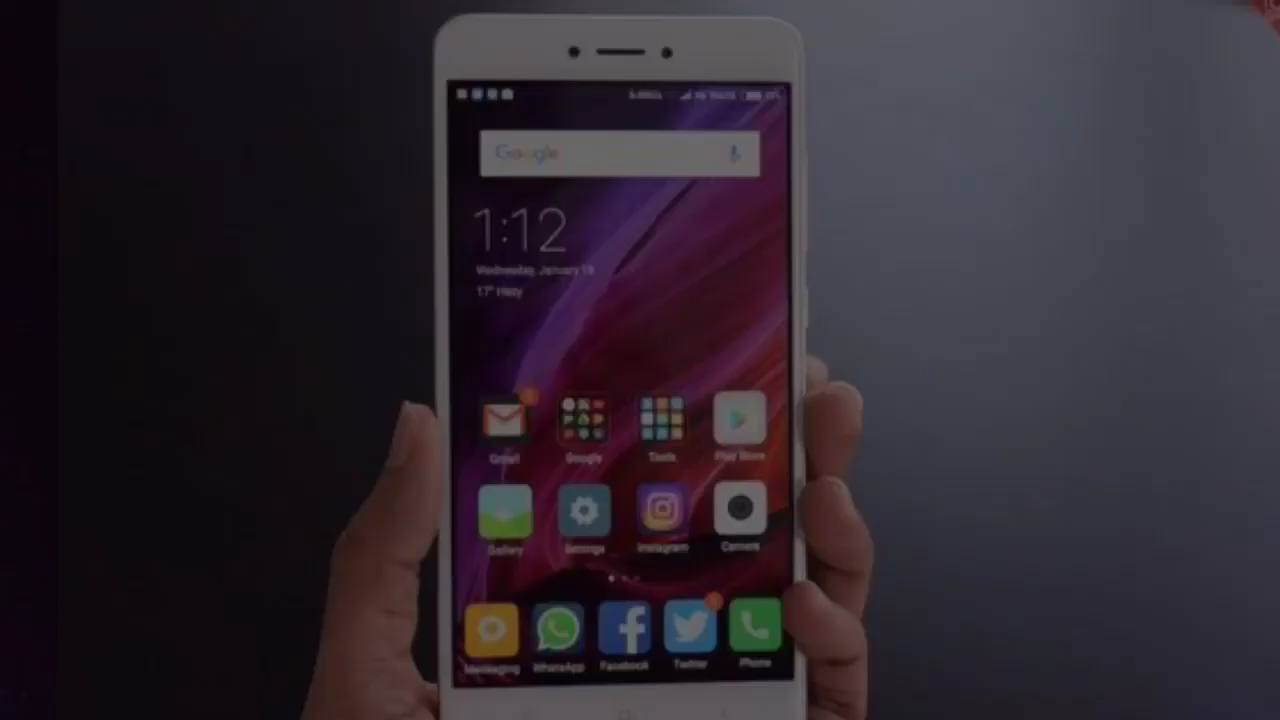 Google
1:12
Wednesday, January 18
17° Hazy
Gmail Google Tools Play Store
Gallery Settings Instagram Camera
Messaging WhatsApp Facebook Twitter Phone